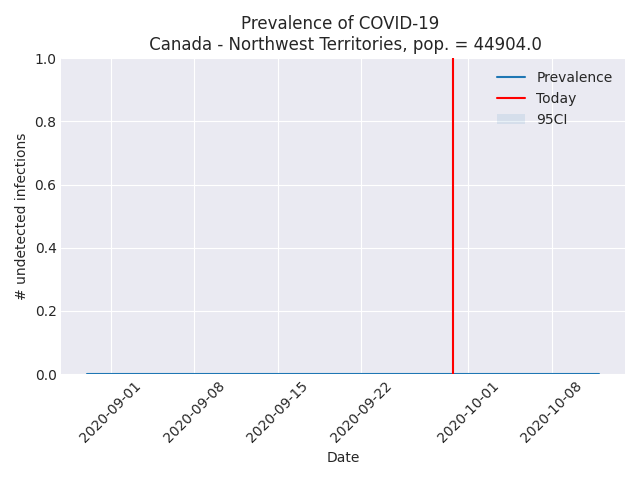 Prevalence of COVID-19
Canada - Northwest Territories, pop. = 44904.0
1.0
0.8
0.6
0.4
0.2
0.0
# undetected infections
Prevalence
Today
95CI
2020-09-01
2020-09-08
2020-09-15
2020-09-22
2020-10-01
2020-10-08
Date